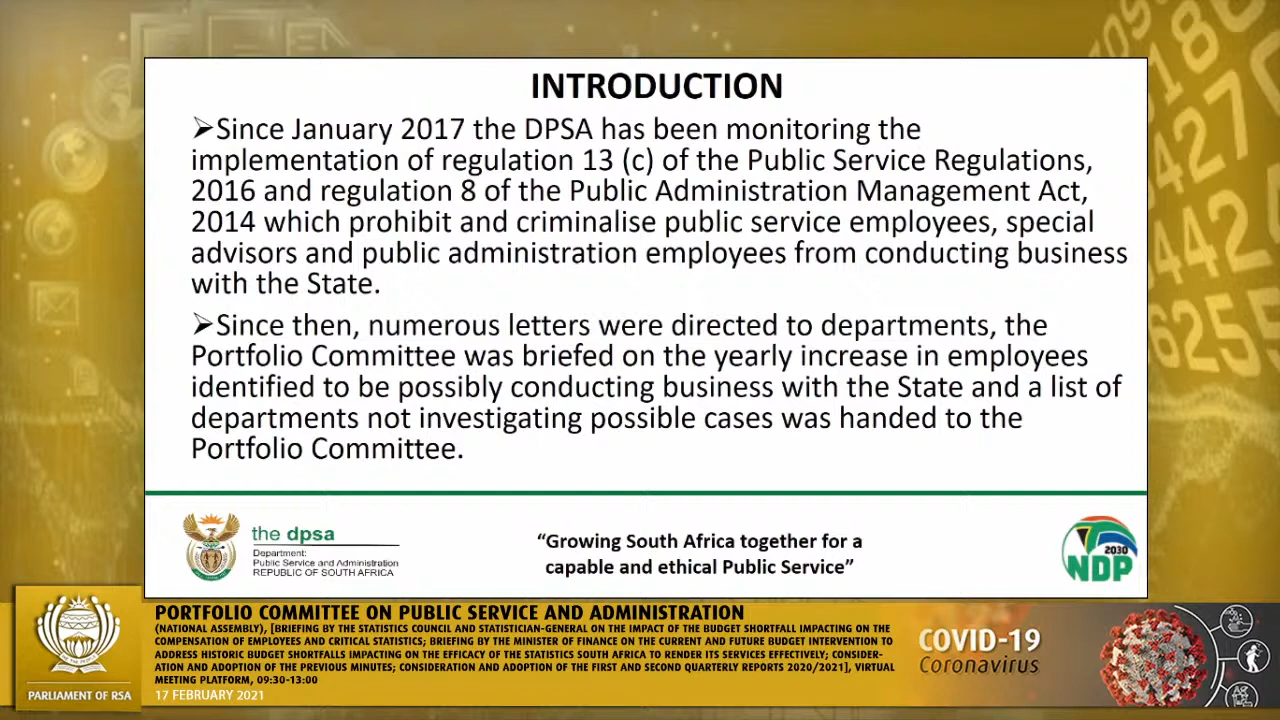 INTRODUCTION
➢Since January 2017 the DPSA has been monitoring the
implementation of regulation 13 (c) of the Public Service Regulations,
2016 and regulation 8 of the Public Administration Management Act,
2014 which prohibit and criminalise public service employees, special
advisors and public administration employees from conducting business
with the State.
➢Since then, numerous letters were directed to departments, the
Portfolio Committee was briefed on the yearly increase in employees
identified to be possibly conducting business with the State and a list of
departments not investigating possible cases was handed to the
Portfolio Committee.
the dpsa
Department:
Public Service and Administration
REPUBLIC OF SOUTH AFRICA
“Growing South Africa together for a
capable and ethical Public Service”
2030
NDP
PARLIAMENT OF RSA
PORTFOLIO COMMITTEE ON PUBLIC SERVICE AND ADMINISTRATION
(NATIONAL ASSEMBLY), [BRIEFING BY THE STATISTICS COUNCIL AND STATISTICIAN-GENERAL ON THE IMPACT OF THE BUDGET SHORTFALL IMPACTING ON THE
COMPENSATION OF EMPLOYEES AND CRITICAL STATISTICS; BRIEFING BY THE MINISTER OF FINANCE ON THE CURRENT AND FUTURE BUDGET INTERVENTION TO
ADDRESS HISTORIC BUDGET SHORTFALLS IMPACTING ON THE EFFICACY OF THE STATISTICS SOUTH AFRICA TO RENDER ITS SERVICES EFFECTIVELY; CONSIDER-
ATION AND ADOPTION OF THE PREVIOUS MINUTES; CONSIDERATION AND ADOPTION OF THE FIRST AND SECOND QUARTERLY REPORTS 2020/2021], VIRTUAL
MEETING PLATFORM, 09:30-13:00
17 FEBRUARY 2021
COVID-19
Coronavirus